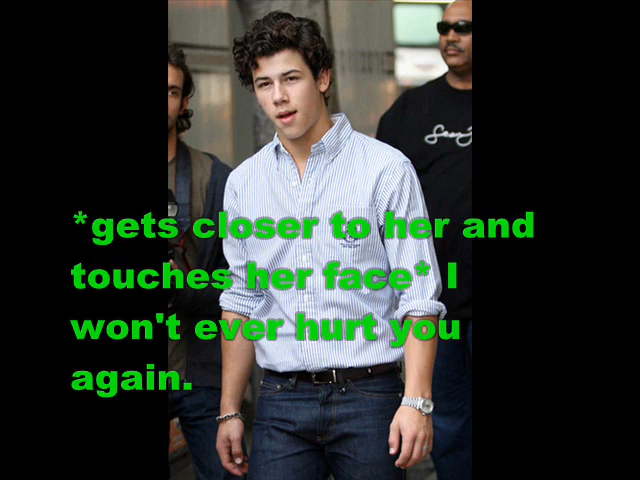 *gets closer to her and
touches her face* I
won't ever hurt you
again.